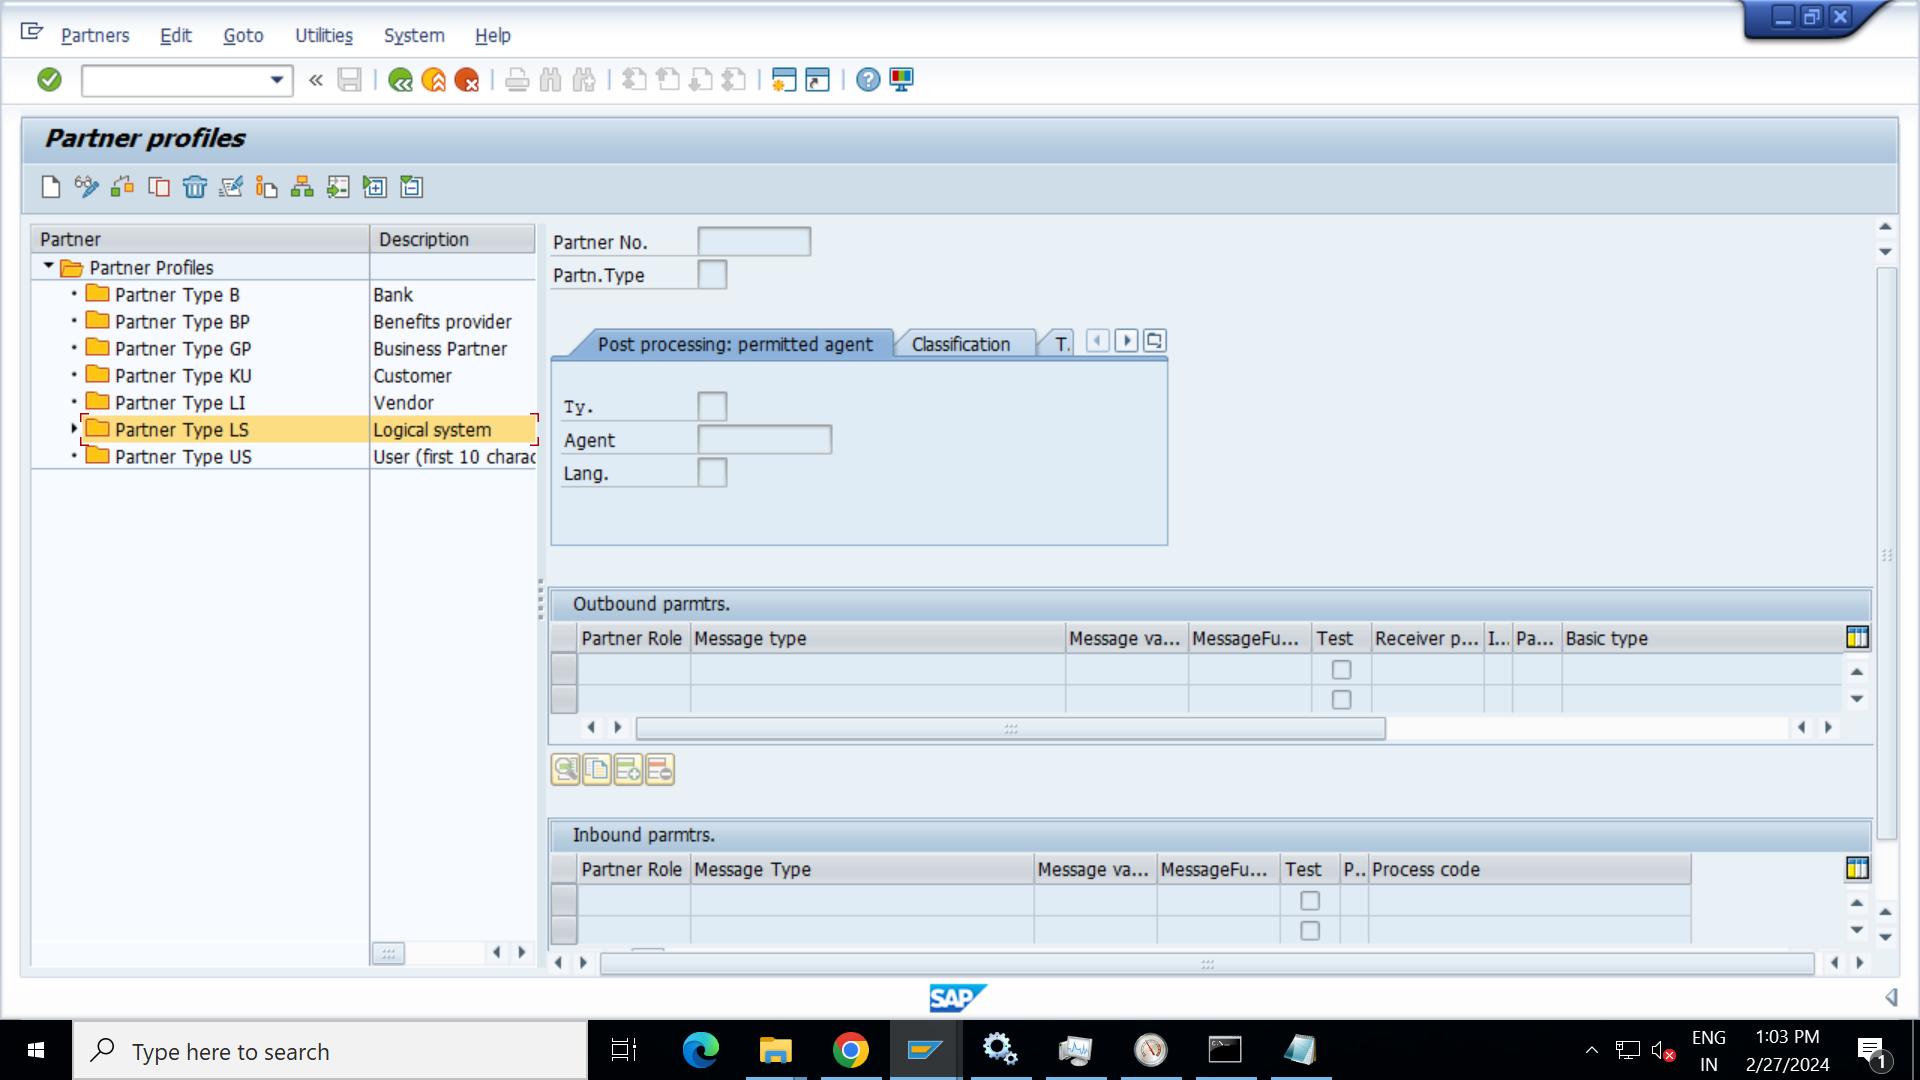 Partners Edit Goto Utilities System Help
Partner profiles
Partner Description
Partner Profiles
Partner Type B Bank
Partner Type BP Benefits provider
Partner Type GP Business Partner
Partner Type KU Customer
Partner Type LI Vendor
Partner Type LS Logical system
Partner Type US User (first 10 charac
Partner No.
Partn.Type
Post processing: permitted agent Classification T.
Ty.
Agent
Lang.
Outbound parmtrs.
Partner Role Message type Message va... MessageFu... Test Receiver p... I.. Pa... Basic type
Inbound parmtrs.
Partner Role Message Type Message va... MessageFu... Test P.. Process code
SAP
Type here to search
ENG
IN
1:03 PM
2/27/2024
1